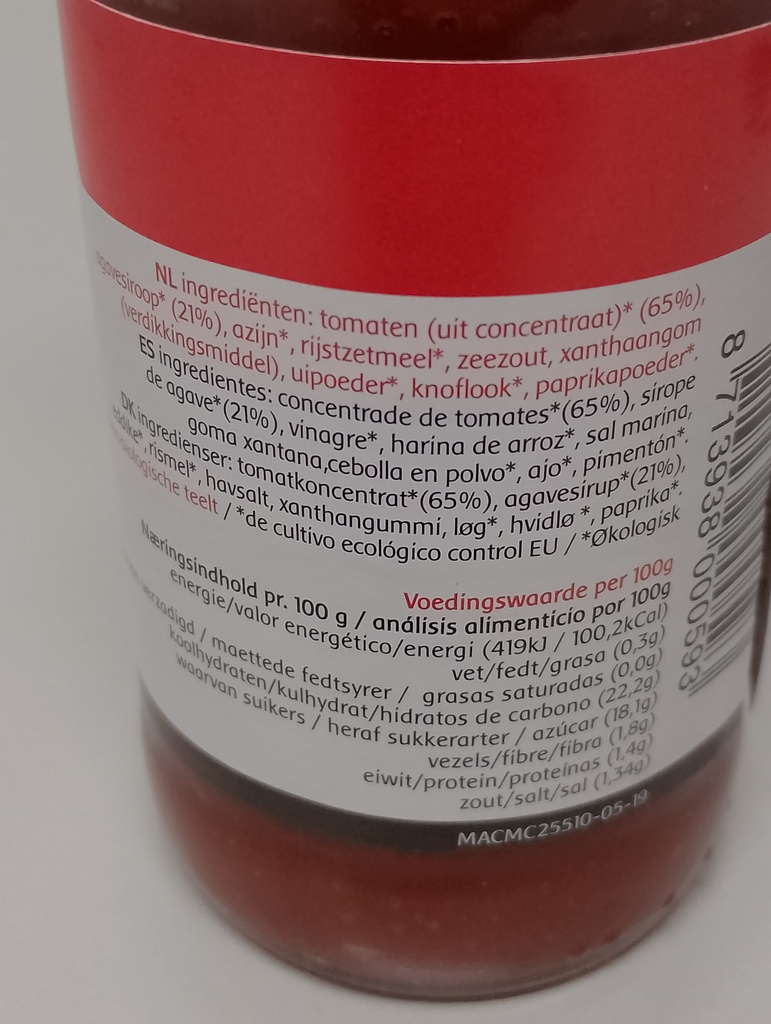 NL ingrediënten: tomaten (uit concentraat)* (65%),
agavesiroop* (21%), azijn*, rijstzetmeel*, zeezout, xanthaangom
(verdikkingsmiddel), uipoeder*, knoflook*, paprikapoeder*.
ES ingredientes: concentrade de tomates*(65%), sirope
de agave*(21%), vinagre*, harina de arroz*, sal marina,
goma xantana,cebolla en polvo*, ajo*, pimentón*.
DK ingredienser: tomatkoncentrat*(65%), agavesirup*(21%),
eddike*, rismel*, havsalt, xanthangummi, løg*, hvidlø *, paprika*.
teelt / *de cultivo ecológico control EU / *Økologisk
Voedingswaarde per 100g
Næringsindhold pr. 100 g / análisis alimenticio por 100g
energie/valor energético/energi (419kJ / 100,2kCal)
vet/fedt/grasa (0,3g)
verzadigd / maettede fedtsyrer / grasas saturadas (0,0g)
koolhydraten/kulhydrat/hidratos de carbono (22,2g)
waarvan suikers / heraf sukkerarter / azúcar (18,1g)
vezels/fibre/fibra (1,8g)
eiwit/protein/proteínas (1,4g)
zout/salt/sal (1,34g)
MACMC25510-05-19
8 713938 000593